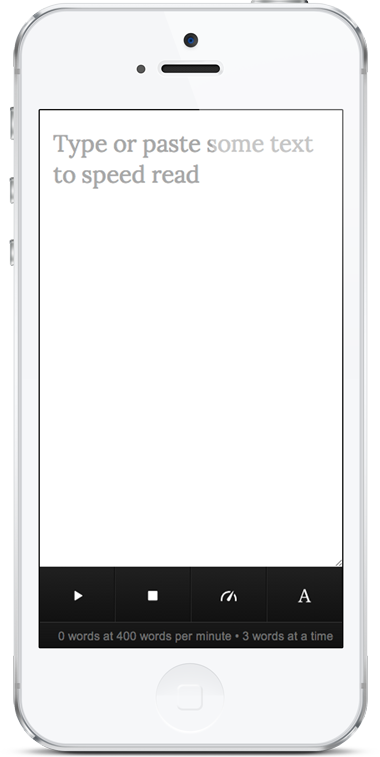 Type or paste some text
to speed read
A
0 words at 400 words per minute • 3 words at a time